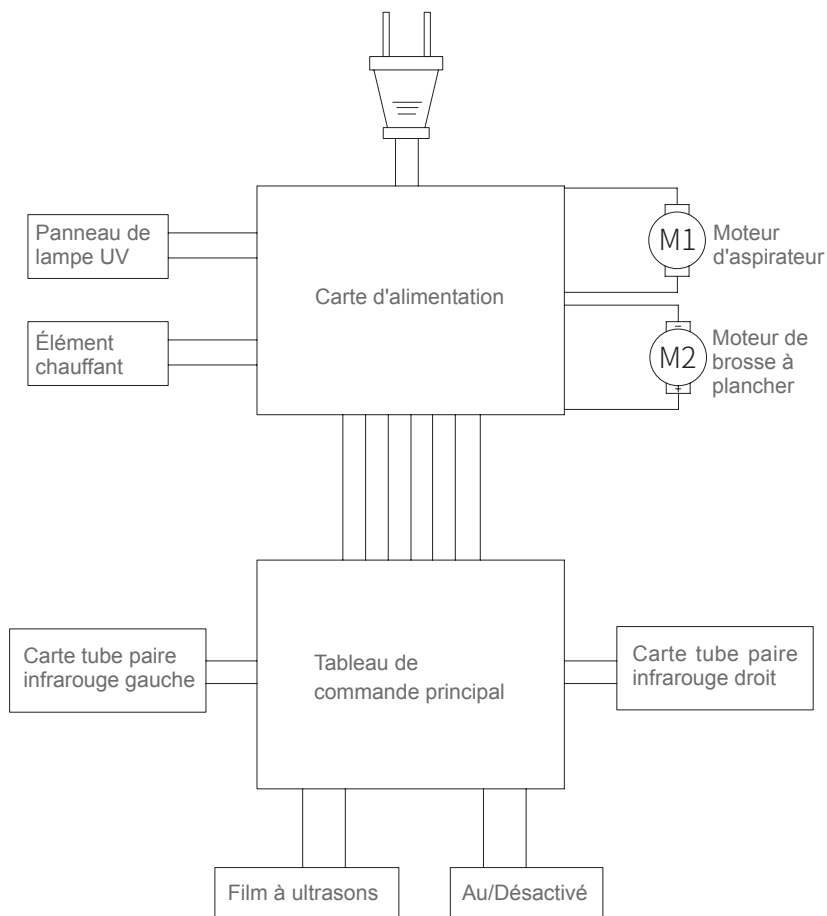 Panneau de
lampe UV
Carte d'alimentation
M1
Moteur
d'aspirateur
Élément
chauffant
M2
Moteur de
brosse à
plancher
Carte tube paire
infrarouge gauche
Tableau de
commande principal
Carte tube paire
infrarouge droit
Film à ultrasons
Au/Désactivé